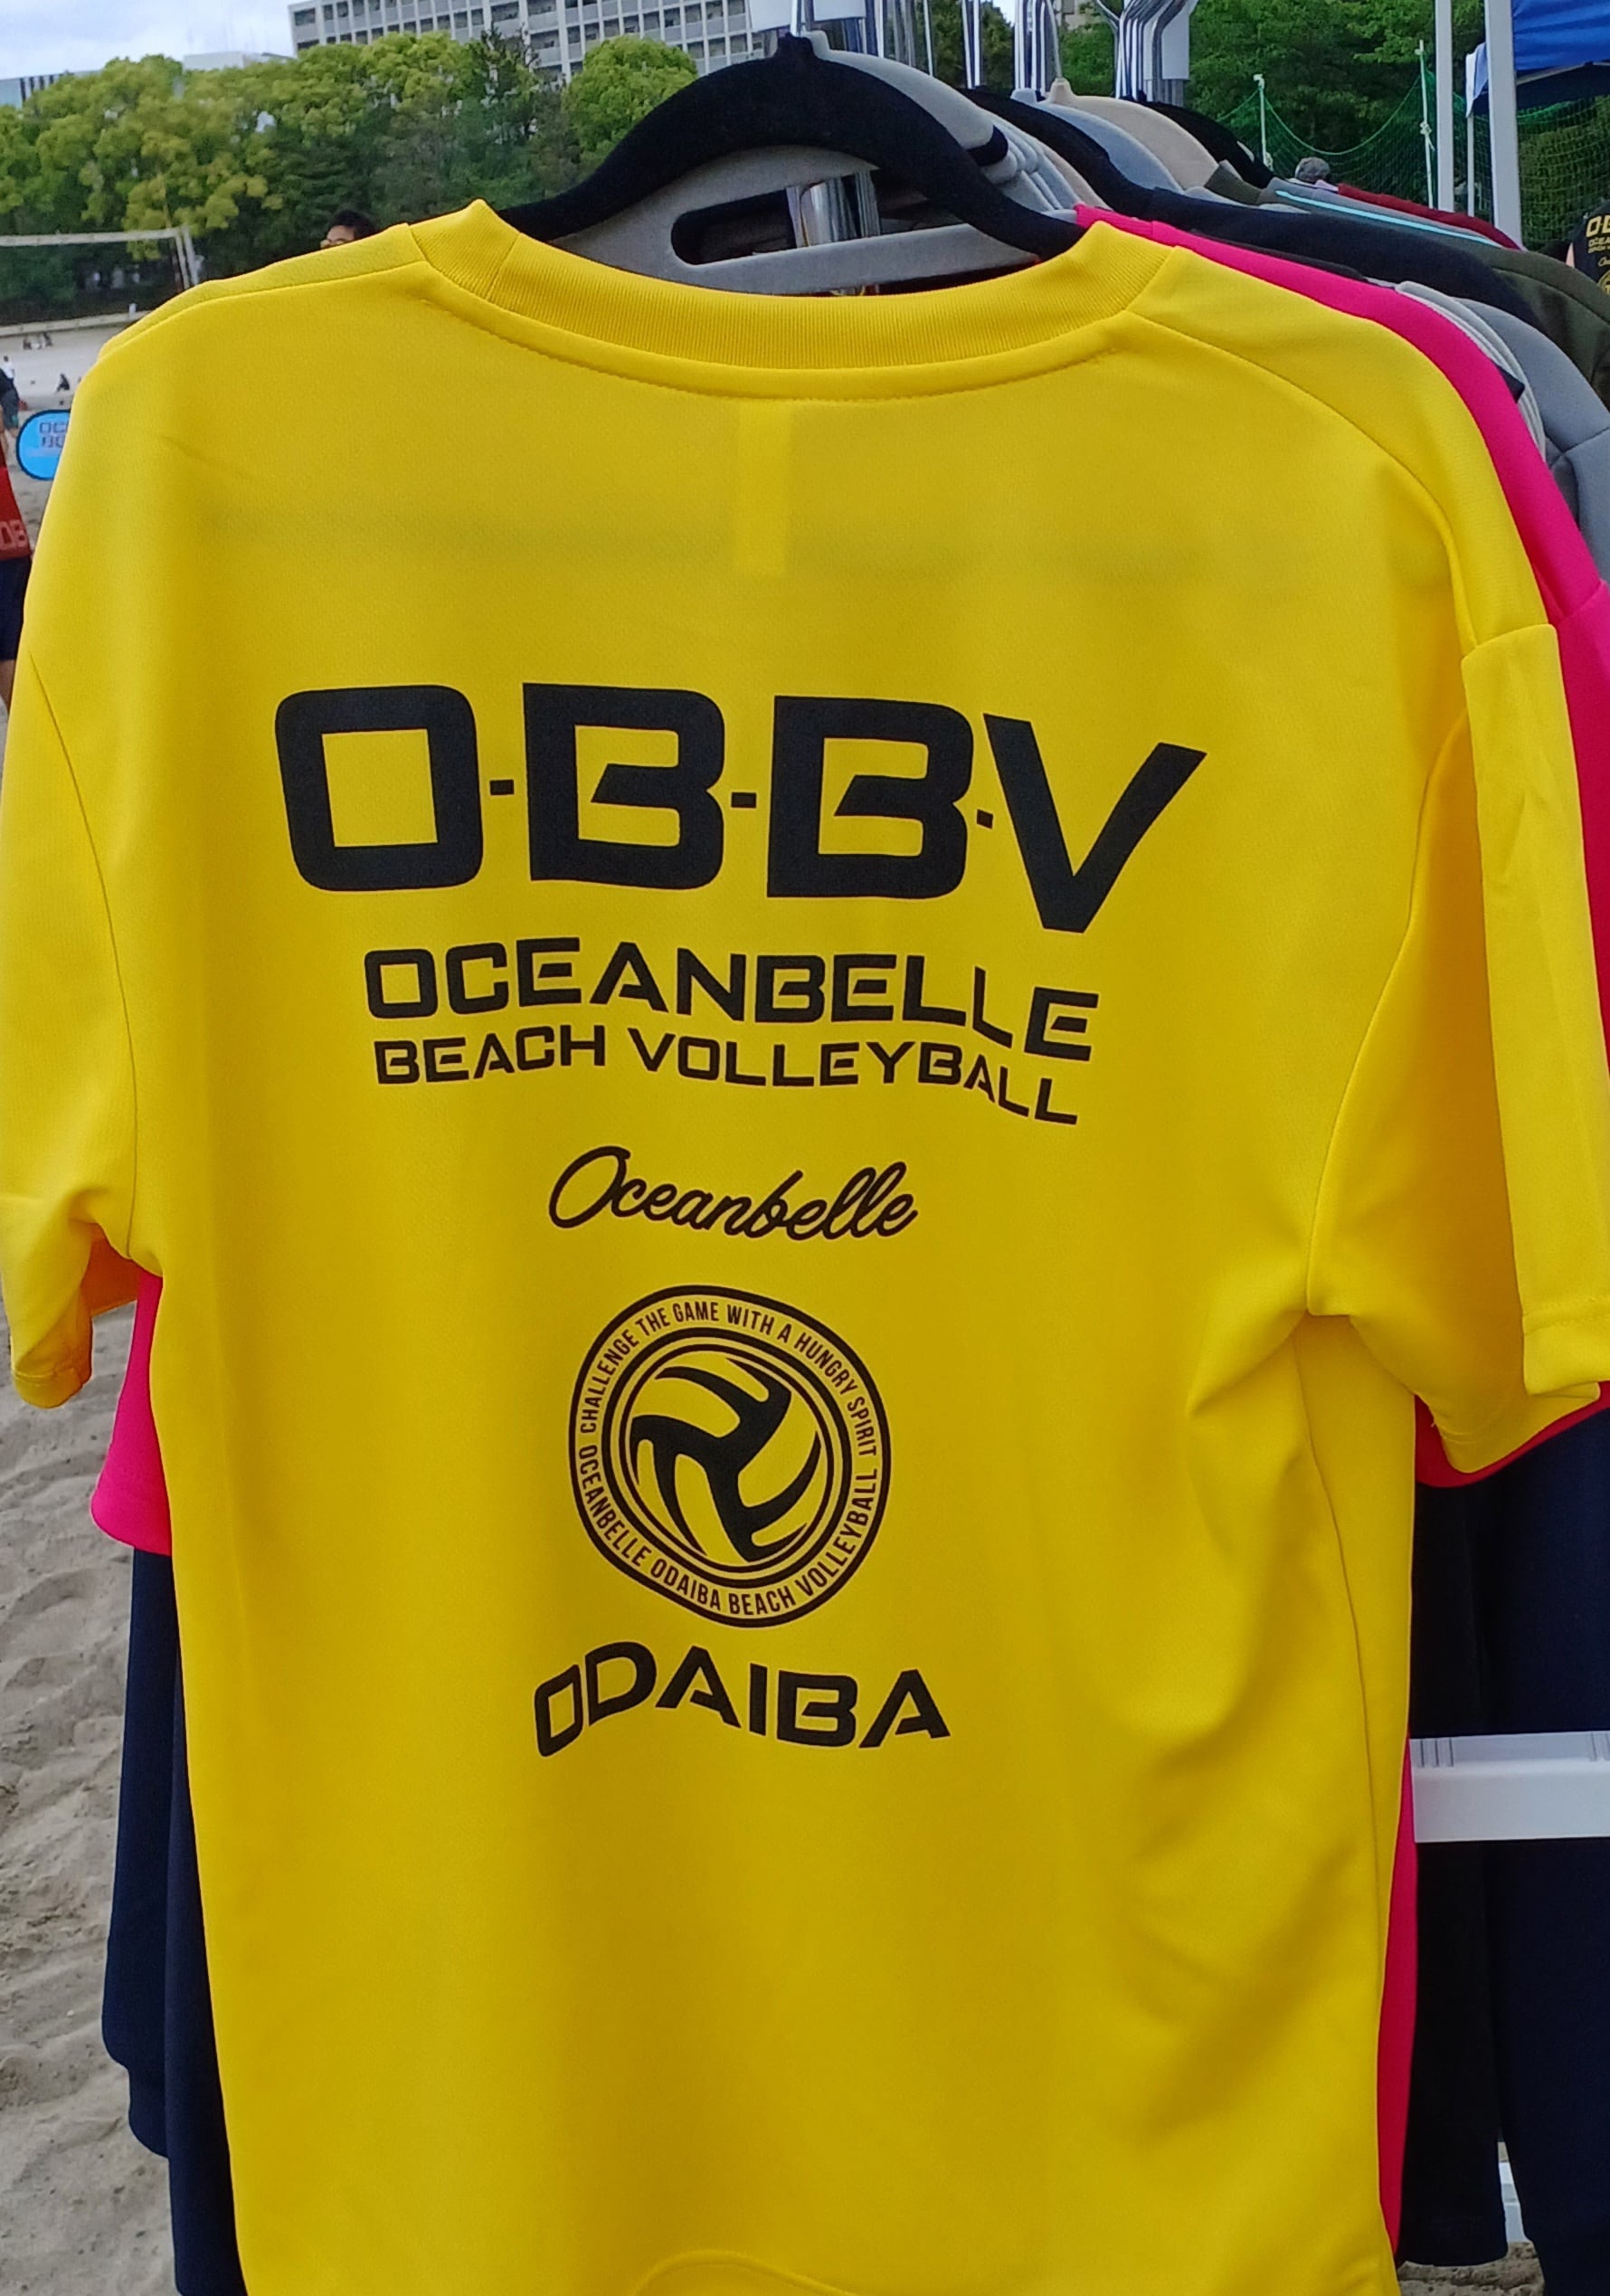 O-B-B-V
OCEANBELLE
BEACH VOLLEYBALL
Oceanbelle
CHALLENGE THE GAME WITH A HUNGRY SPIRIT
OCEANBELLE ODAIBA BEACH VOLLEYBALL
ODAIBA